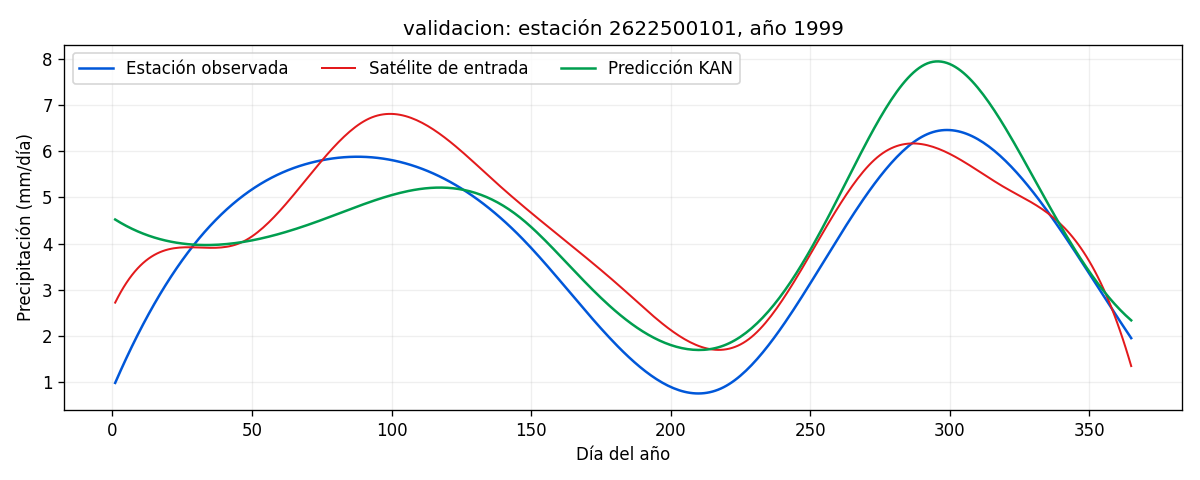 validacion: estación 2622500101, año 1999
Estación observada
Satélite de entrada
Predicción KAN
Precipitación (mm/día)
8
7
6
5
4
3
2
1
0 50 100 150 200 250 300 350
Día del año